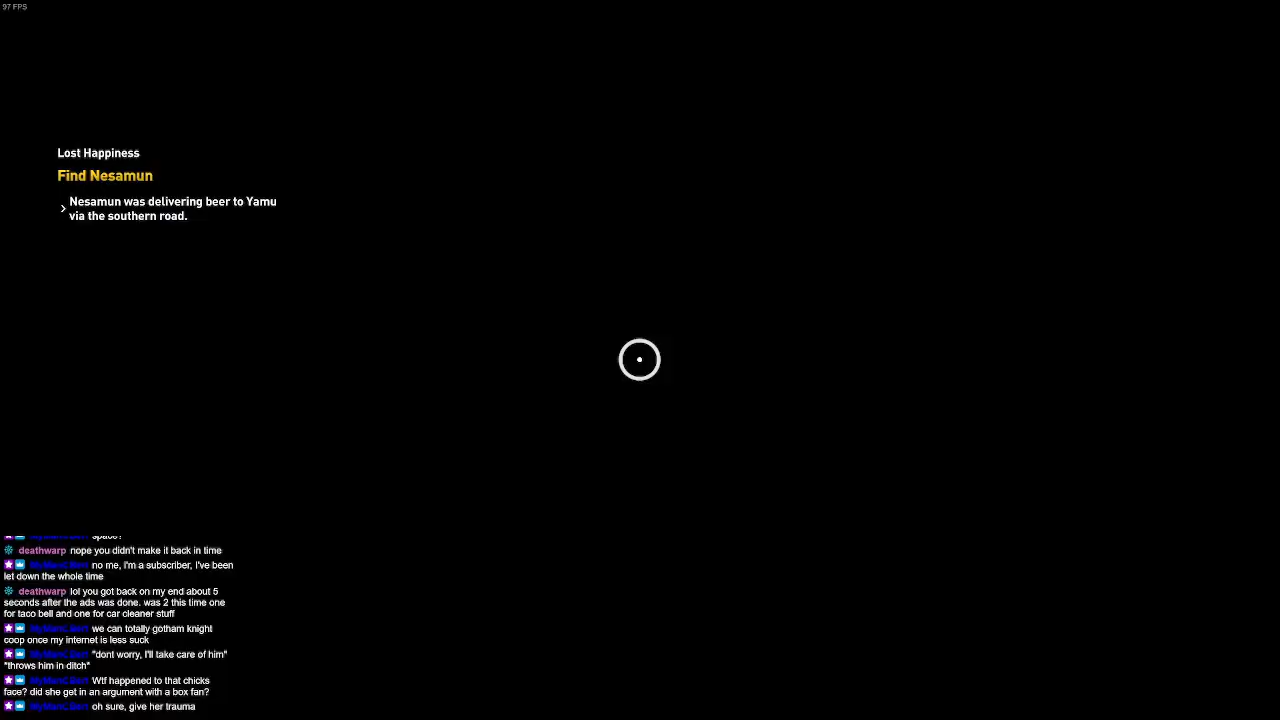 97 FPS
Lost Happiness
Find Nesamun
Nesamun was delivering beer to Yamu
via the southern road.
space?
deathwarp nope you didn't make it back in time
no me, i'm a subscriber, I've been
let down the whole time
deathwarp lol you got back on my end about 5
seconds after the ads was done. was 2 this time one
for taco bell and one for car cleaner stuff
we can totally gotham knight
coop once my internet is less suck
"dont worry, I'll take care of him"
*throws him in ditch*
Wtf happened to that chicks
face? did she get in an argument with a box fan?
oh sure, give her trauma